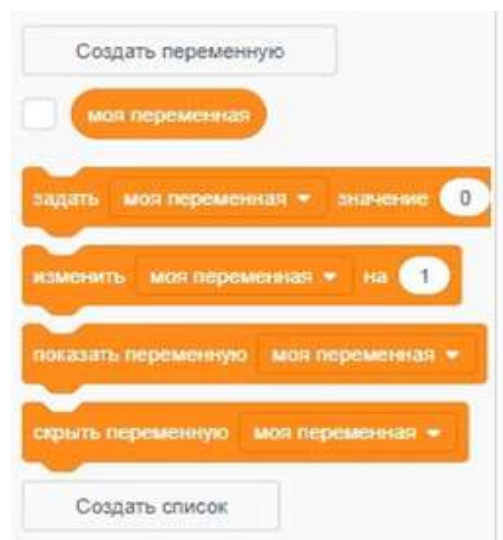 Создать переменную
моя переменная
задать моя переменная значение 0
изменить моя переменная на 1
показать переменную моя переменная
скрыть переменную моя переменная
Создать список